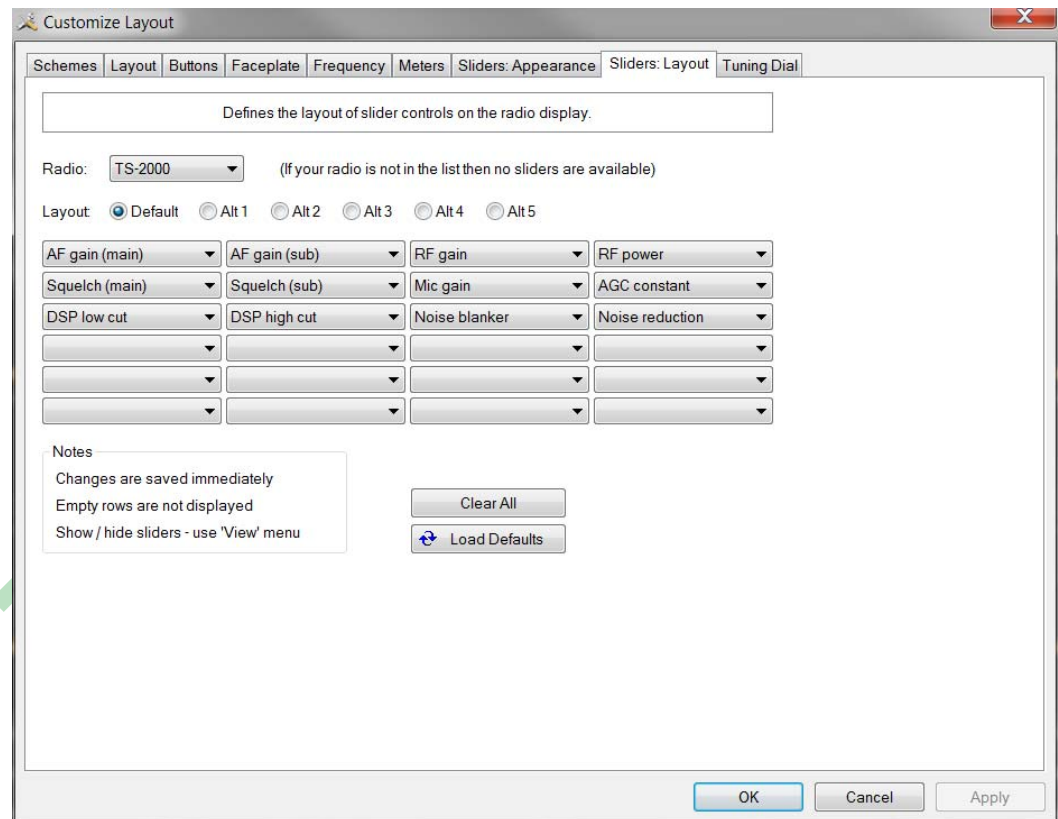 Customize Layout
Schemes Layout Buttons Faceplate Frequency Meters Sliders: Appearance Sliders: Layout Tuning Dial
Defines the layout of slider controls on the radio display.
Radio: TS-2000 (If your radio is not in the list then no sliders are available)
Layout: Default Alt 1 Alt 2 Alt 3 Alt 4 Alt 5
AF gain (main) AF gain (sub) RF gain RF power
Squelch (main) Squelch (sub) Mic gain AGC constant
DSP low cut DSP high cut Noise blanker Noise reduction
Notes
Changes are saved immediately
Empty rows are not displayed
Show / hide sliders - use 'View' menu
Clear All
Load Defaults
OK Cancel Apply